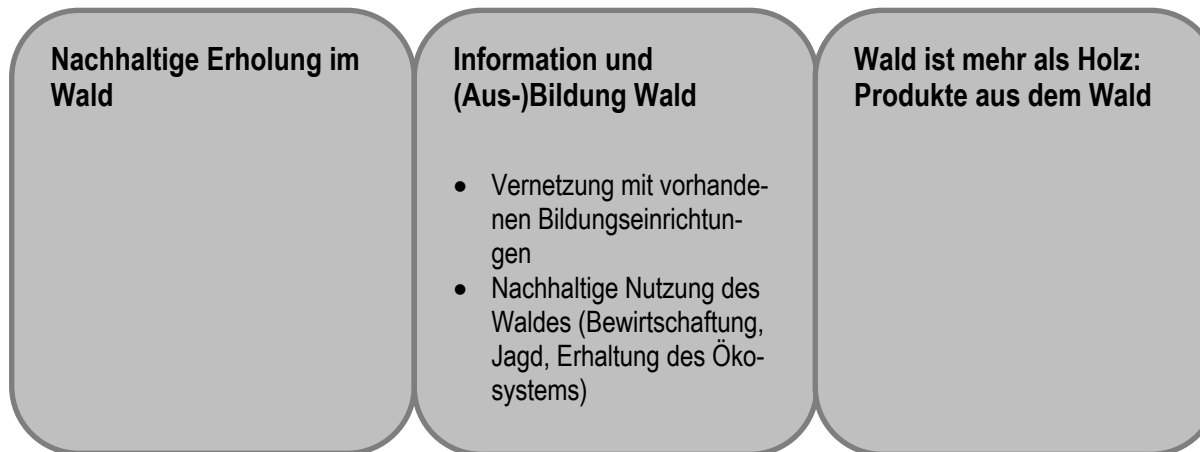 Nachhaltige Erholung im
Wald
Information und
(Aus-)Bildung Wald
• Vernetzung mit vorhande-
nen Bildungseinrichtun-
gen
• Nachhaltige Nutzung des
Waldes (Bewirtschaftung,
Jagd, Erhaltung des Öko-
systems)
Wald ist mehr als Holz:
Produkte aus dem Wald